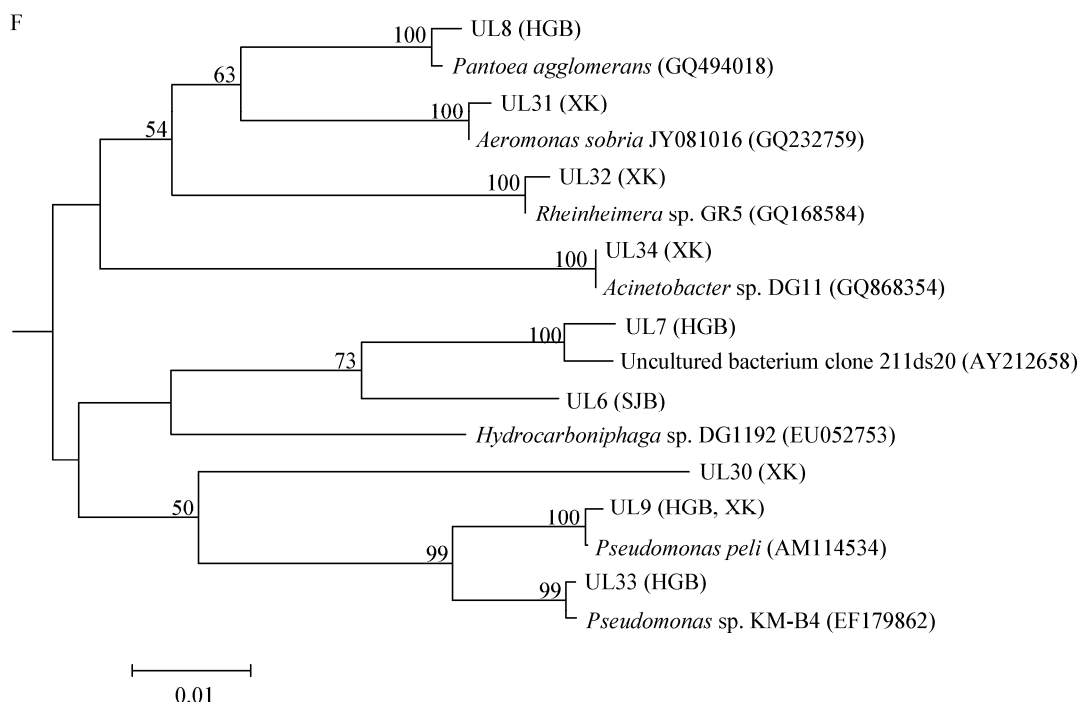 F
100 UL8 (HGB)
Pantoea agglomerans (GQ494018)
63
100 UL31 (XK)
Aeromonas sobria JY081016 (GQ232759)
54
100 UL32 (XK)
Rheinheimera sp. GR5 (GQ168584)
100 UL34 (XK)
Acinetobacter sp. DG11 (GQ868354)
100 UL7 (HGB)
73 Uncultured bacterium clone 211ds20 (AY212658)
UL6 (SJB)
Hydrocarboniphaga sp. DG1192 (EU052753)
UL30 (XK)
50
100 UL9 (HGB, XK)
Pseudomonas peli (AM114534)
99
99 UL33 (HGB)
Pseudomonas sp. KM-B4 (EF179862)
0.01